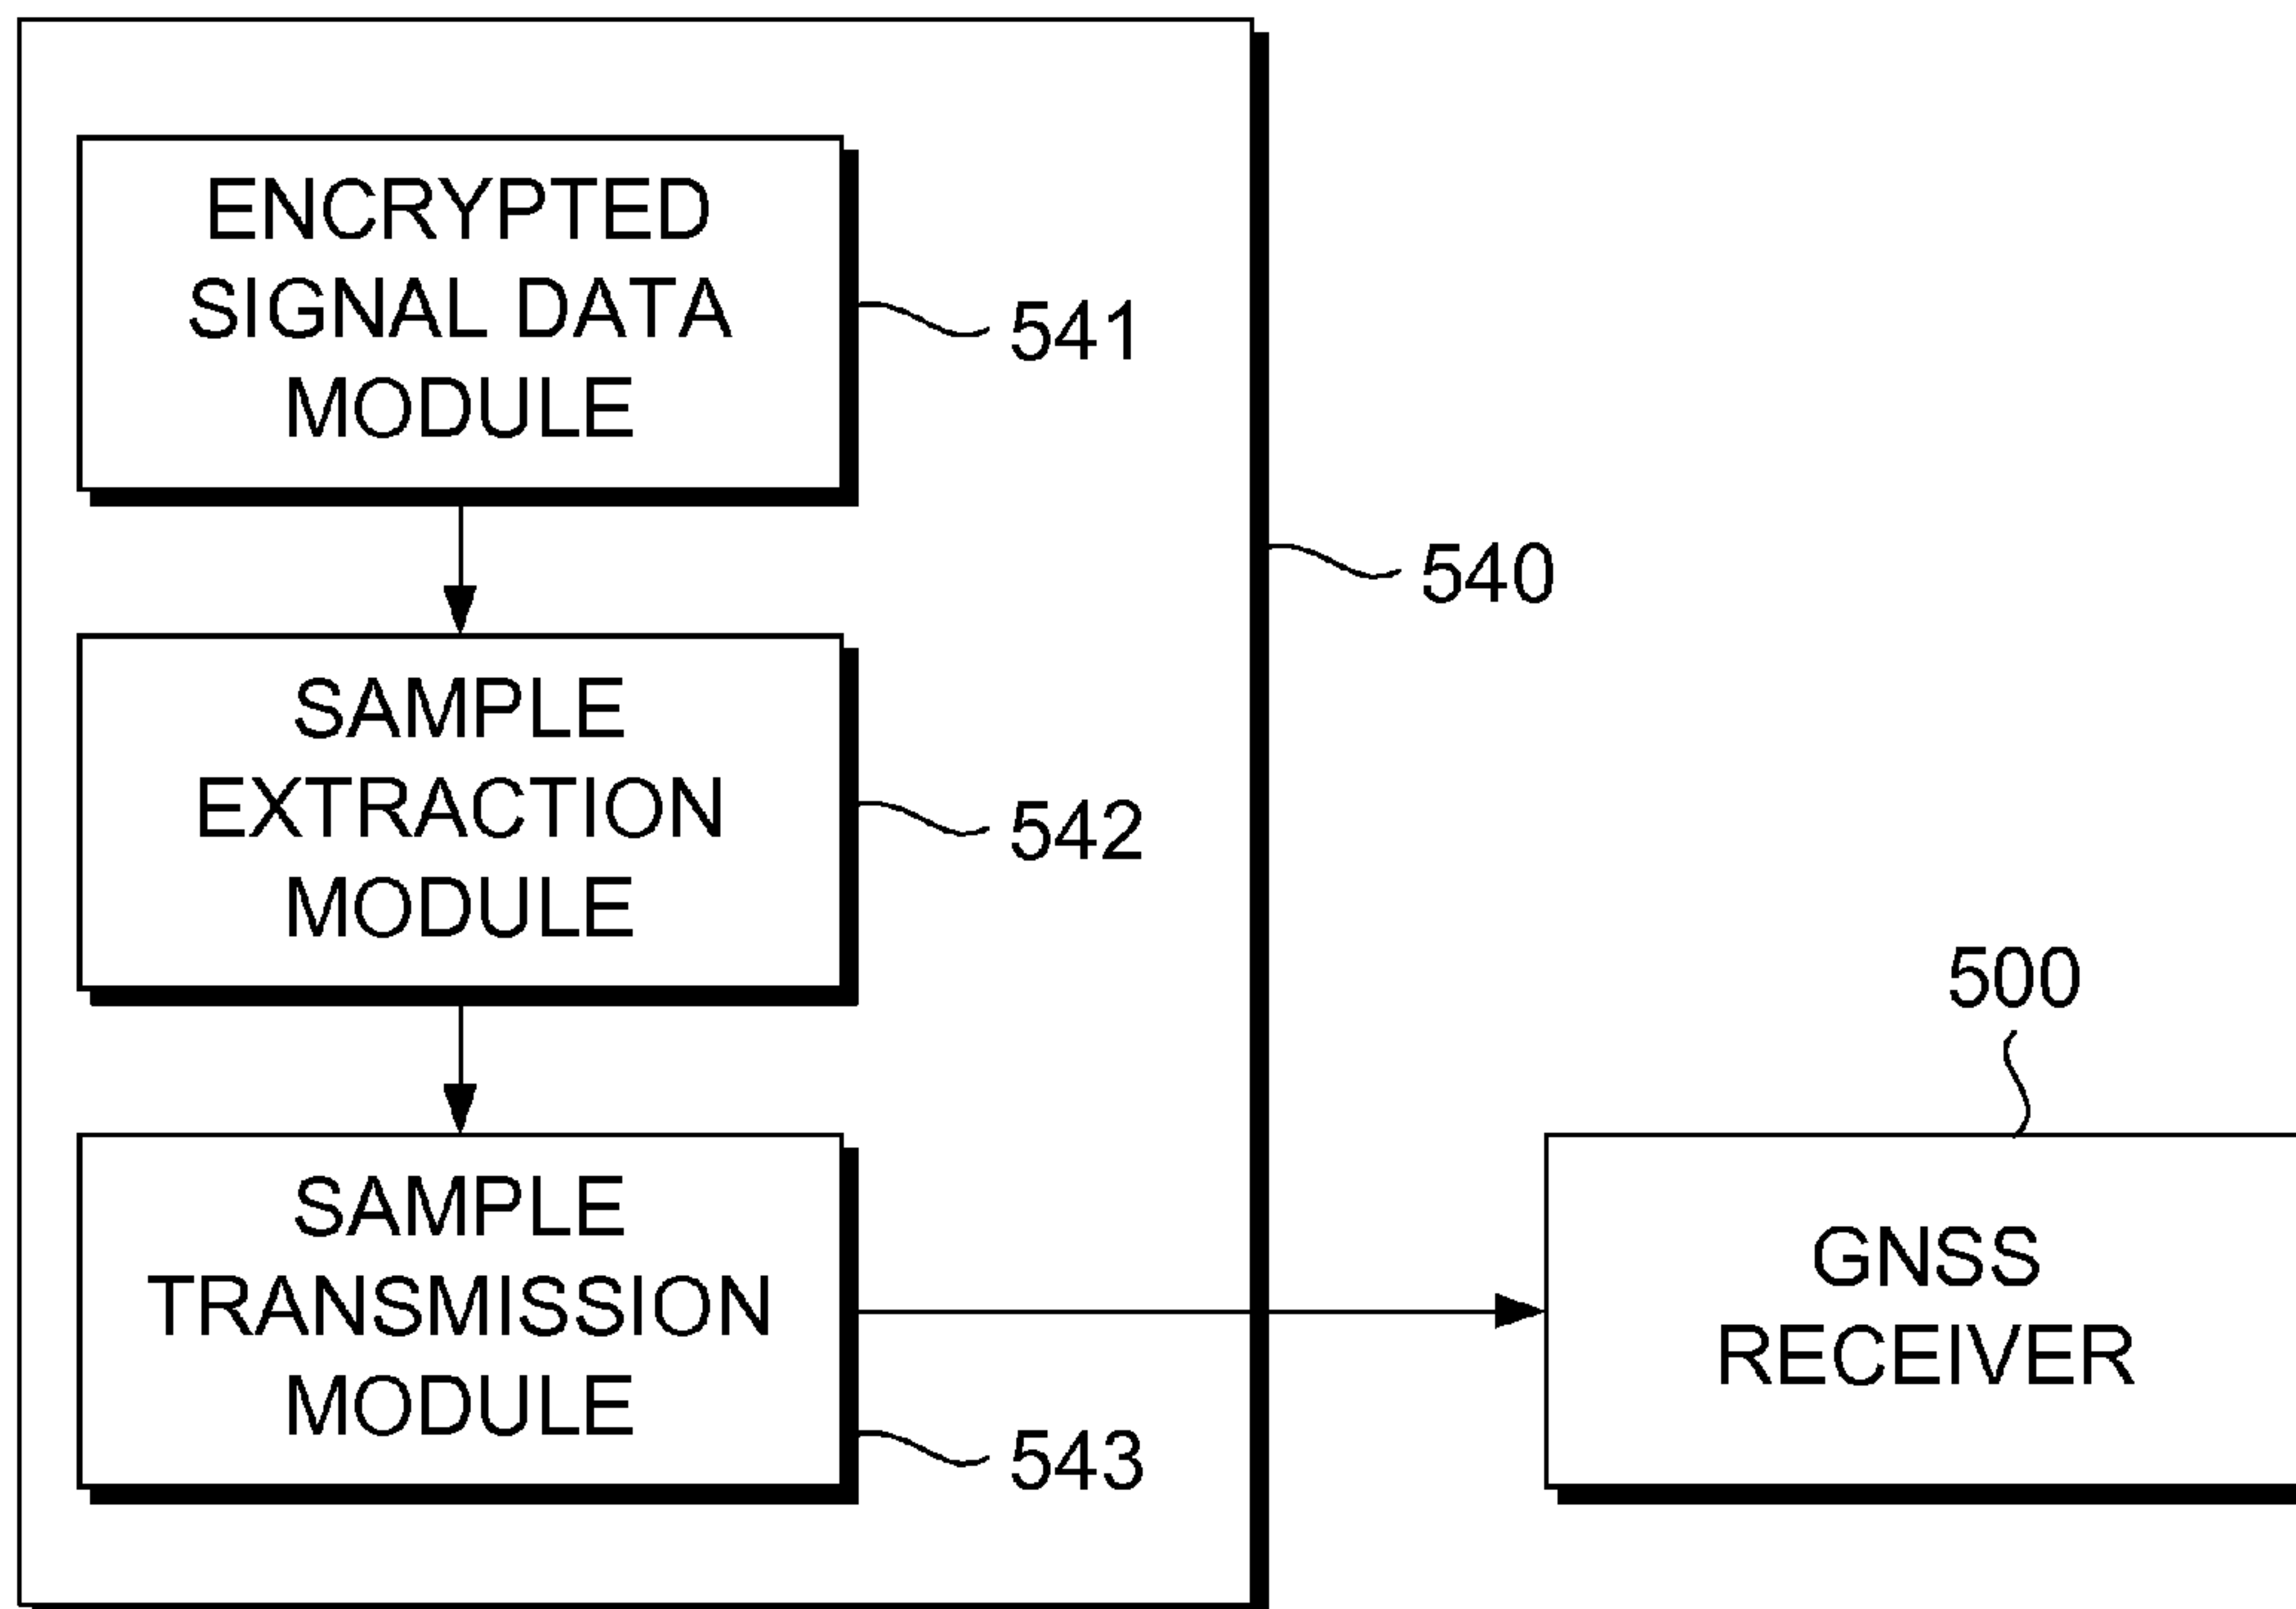 ENCRYPTED
SIGNAL DATA
MODULE
541
540
SAMPLE
EXTRACTION
MODULE
542
500
SAMPLE
TRANSMISSION
MODULE
543
GNSS
RECEIVER